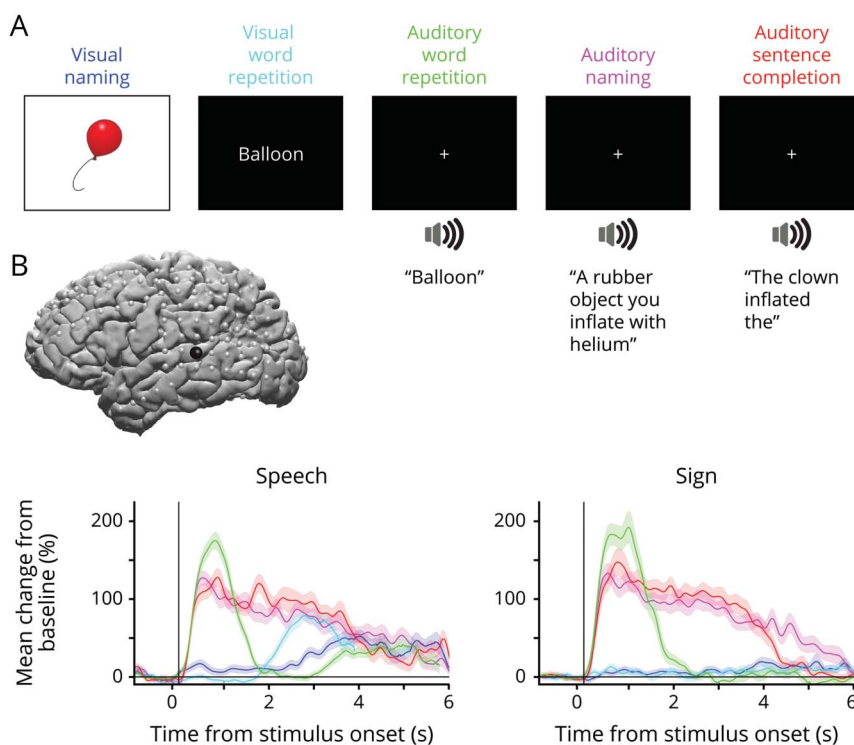 A
Visual
naming
Visual
word
repetition
Auditory
word
repetition
Auditory
naming
Auditory
sentence
completion
Balloon
+
+
+
“Balloon”
“A rubber
object you
inflate with
helium”
“The clown
inflated
the”
B
Speech
Mean change from
baseline (%)
200
100
0
0
2
4
6
Time from stimulus onset (s)
Sign
200
100
0
0
2
4
6
Time from stimulus onset (s)